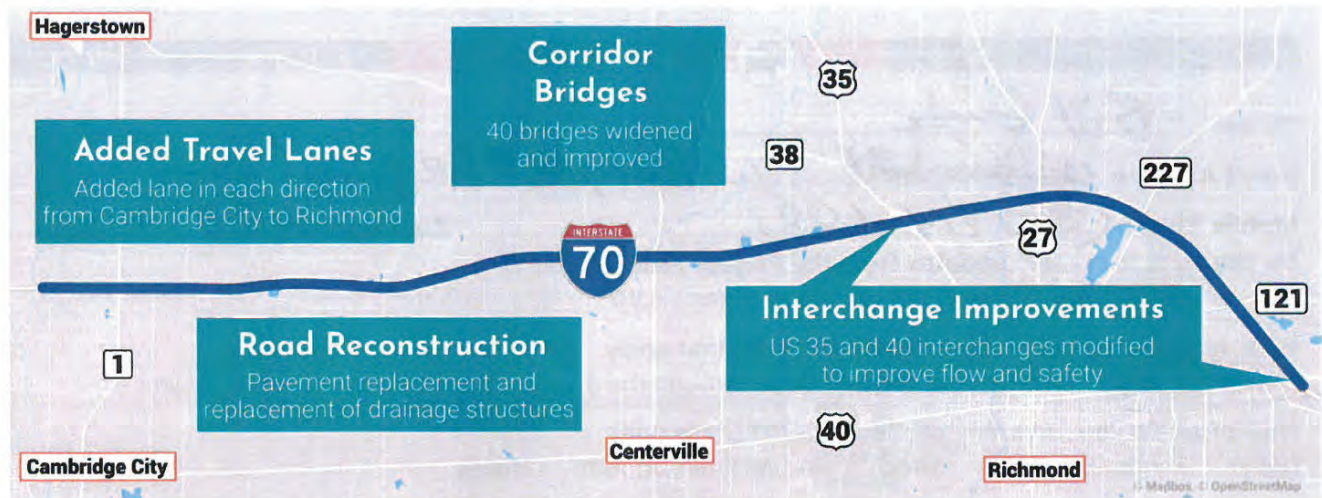 Hagerstown
Corridor
Bridges
40 bridges widened
and improved
35
Added Travel Lanes
Added lane in each direction
from Cambridge City to Richmond
38
227
27
INTERSTATE
70
121
Interchange Improvements
US 35 and 40 interchanges modified
to improve flow and safety
1
Road Reconstruction
Pavement replacement and
replacement of drainage structures
40
Cambridge City
Centerville
Richmond
© Mapbox, © OpenStreetMap